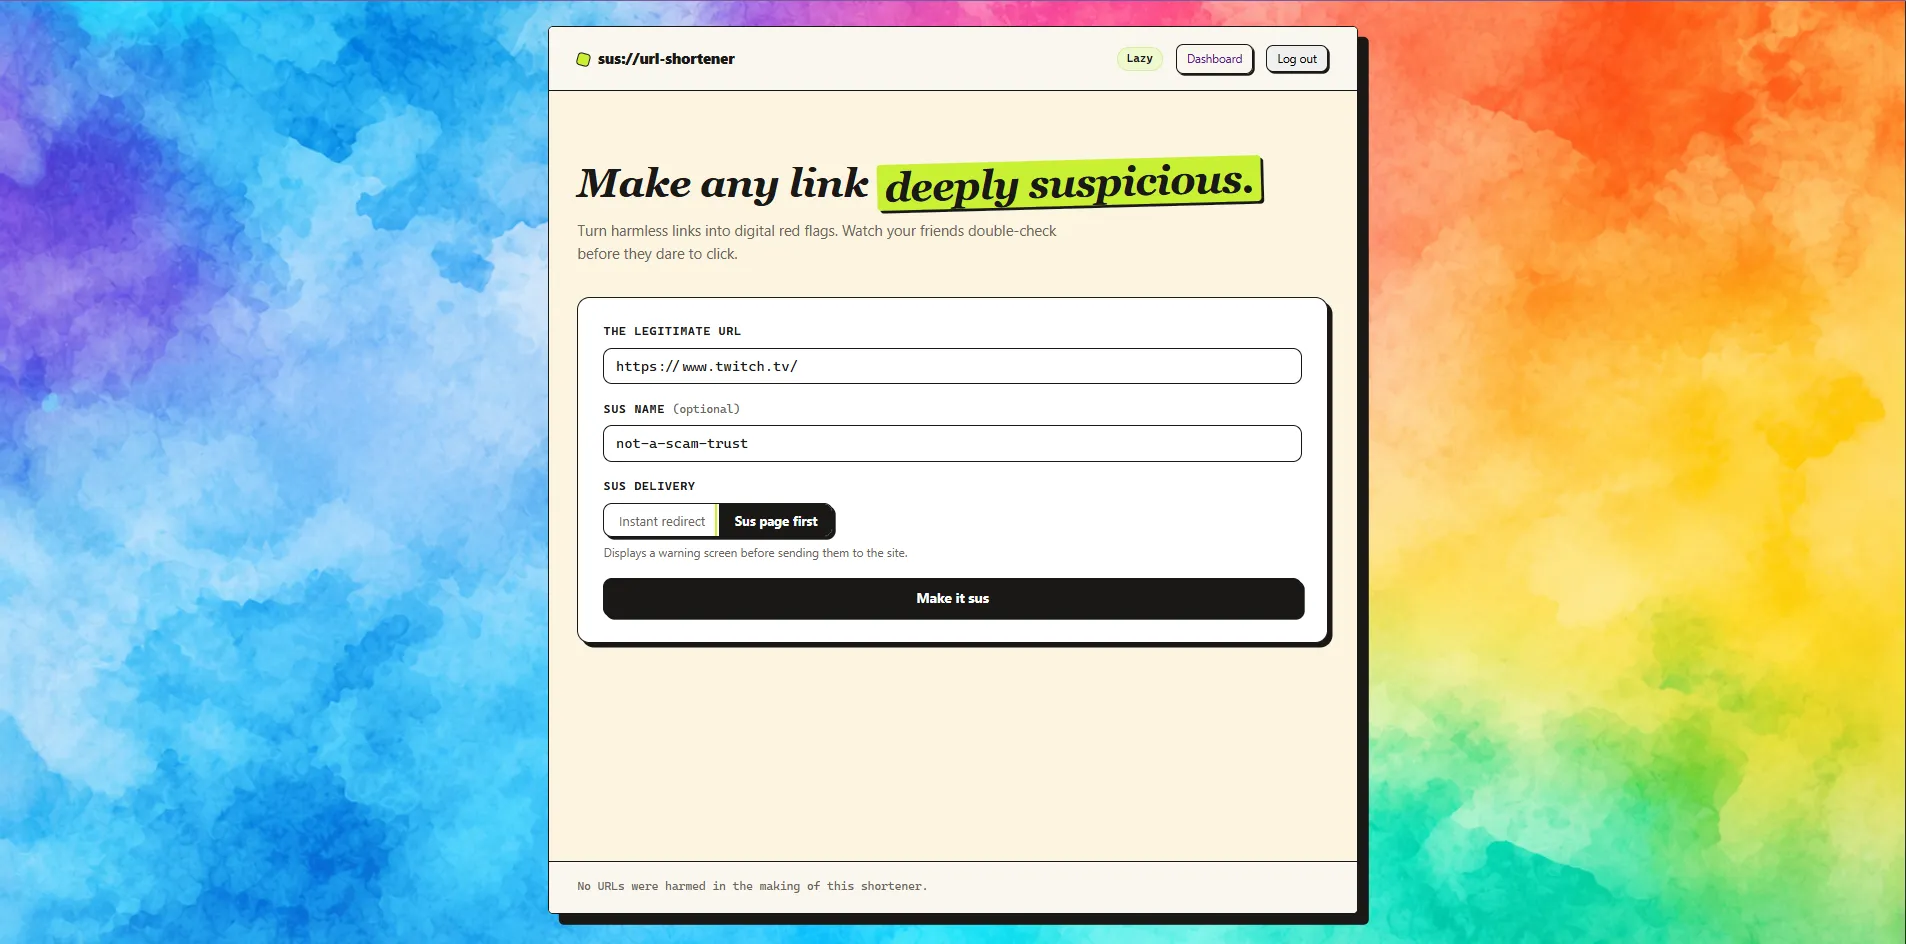 sus://url-shortener
Lazy
Dashboard
Log out
Make any link deeply suspicious.
Turn harmless links into digital red flags. Watch your friends double-check
before they dare to click.
THE LEGITIMATE URL
https://www.twitch.tv/
SUS NAME (optional)
not-a-scam-trust
SUS DELIVERY
Instant redirect
Sus page first
Displays a warning screen before sending them to the site.
Make it sus
No URLs were harmed in the making of this shortener.